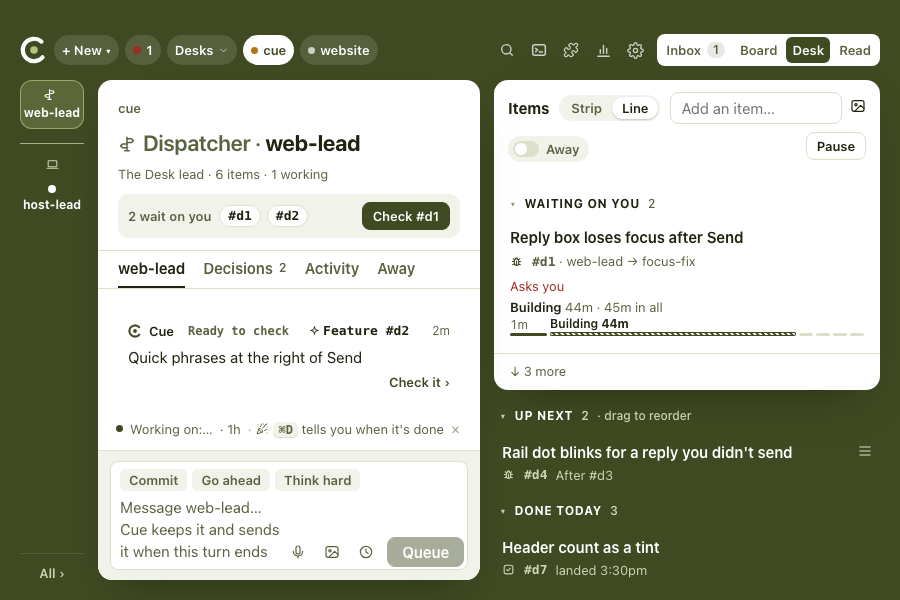 + New ▾
1
Desks
cue
website
Inbox 1
Board
Desk
Read
web-lead
host-lead
All ›
cue
Dispatcher · web-lead
The Desk lead · 6 items · 1 working
2 wait on you #d1 #d2 Check #d1
web-lead Decisions 2 Activity Away
Cue Ready to check Feature #d2 2m
Quick phrases at the right of Send
Check it ›
Working on:... · 1h · ⌘D tells you when it's done ×
Commit Go ahead Think hard
Message web-lead...
Cue keeps it and sends
it when this turn ends
Queue
Items Strip Line Add an item...
Away Pause
WAITING ON YOU 2
Reply box loses focus after Send
#d1 · web-lead → focus-fix
Asks you
Building 44m · 45m in all
1m Building 44m
↓ 3 more
UP NEXT 2 · drag to reorder
Rail dot blinks for a reply you didn't send
#d4 After #d3
DONE TODAY 3
Header count as a tint
#d7 landed 3:30pm